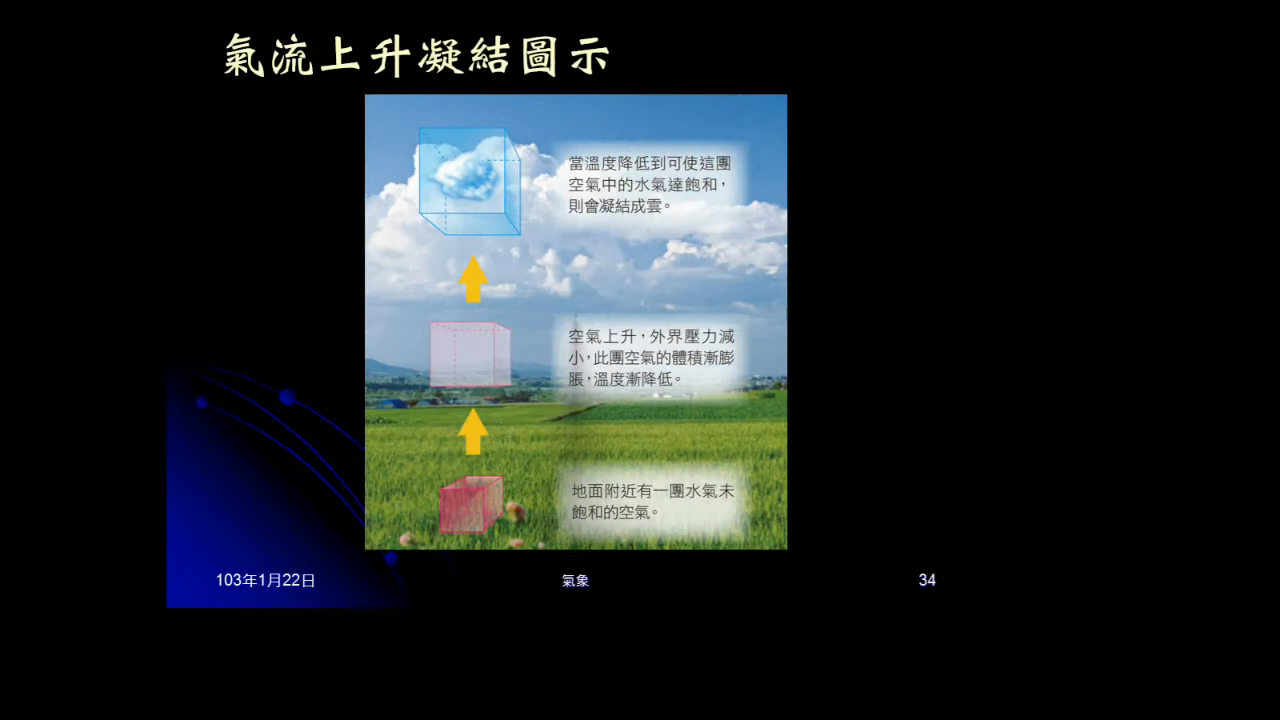 氣流上升凝結圖示
當溫度降低到可使這團
空氣中的水氣達飽和，
則會凝結成雲。
空氣上升，外界壓力減
小，此團空氣的體積漸膨
脹，溫度漸降低。
地面附近有一團水氣未
飽和的空氣。
103年1月22日
氣象
34